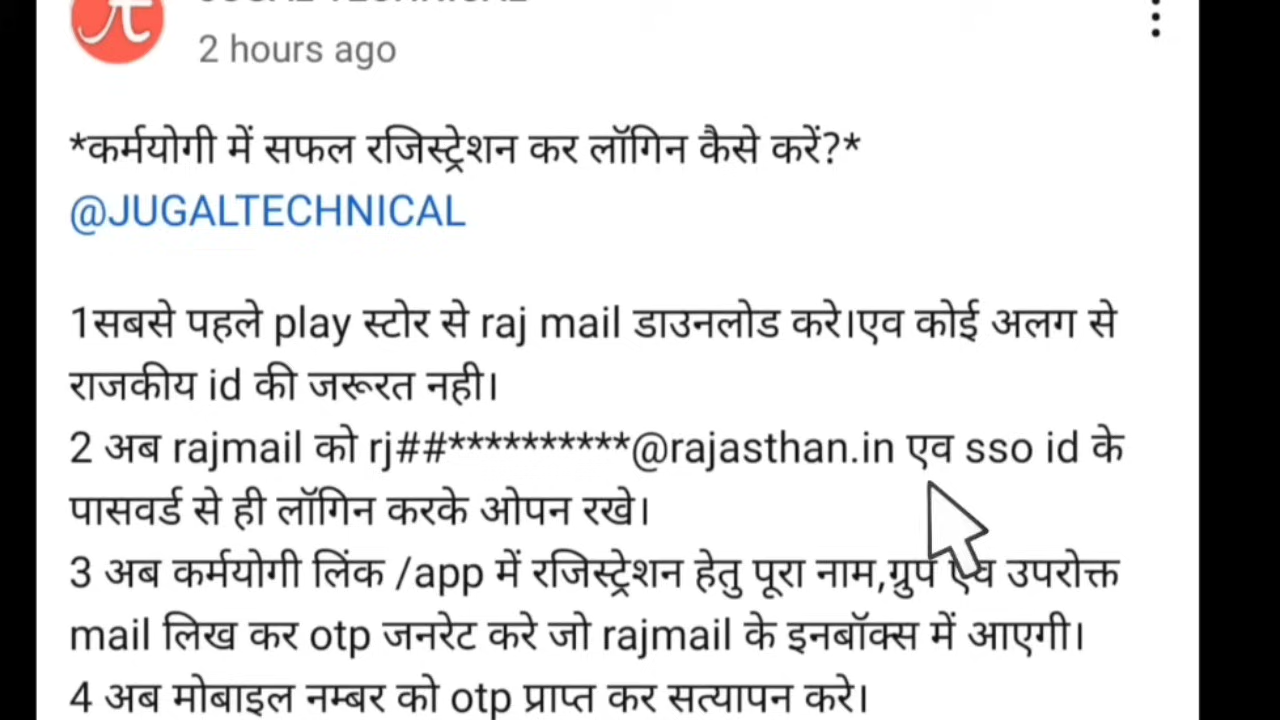 2 hours ago
*कर्मयोगी में सफल रजिस्ट्रेशन कर लॉगिन कैसे करें?*
@JUGALTECHNICAL
1सबसे पहले play स्टोर से raj mail डाउनलोड करे।एव कोई अलग से
राजकीय id की जरूरत नही।
2 अब rajmail को rj##**********@rajasthan.in एव sso id के
पासवर्ड से ही लॉगिन करके ओपन रखे।
3 अब कर्मयोगी लिंक /app में रजिस्ट्रेशन हेतु पूरा नाम,ग्रुप एव उपरोक्त
mail लिख कर otp जनरेट करे जो rajmail के इनबॉक्स में आएगी।
4 अब मोबाइल नम्बर को otp प्राप्त कर सत्यापन करे।